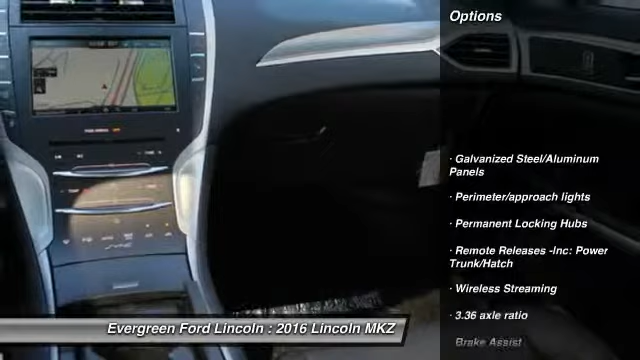 Options
· Galvanized Steel/Aluminum
Panels
· Perimeter/approach lights
· Permanent Locking Hubs
· Remote Releases -Inc: Power
Trunk/Hatch
· Wireless Streaming
· 3.36 axle ratio
Brake Assist
SYNC
Evergreen Ford Lincoln : 2016 Lincoln MKZ